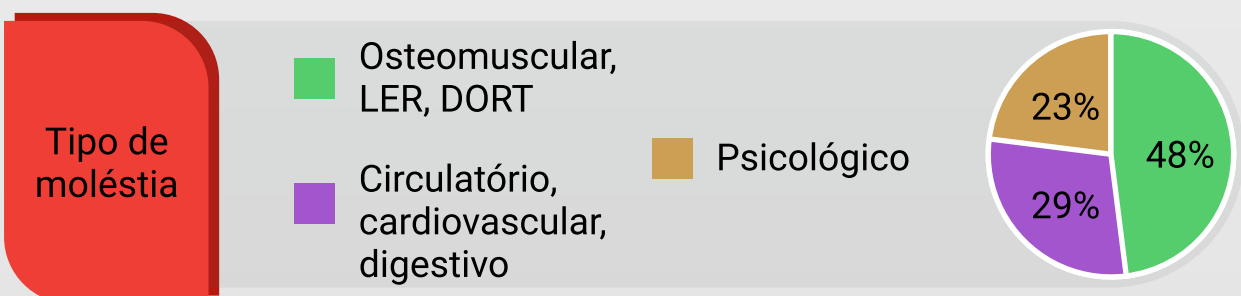 Tipo de
moléstia
Osteomuscular,
LER, DORT
Circulatório,
cardiovascular,
digestivo
Psicológico
23%
48%
29%